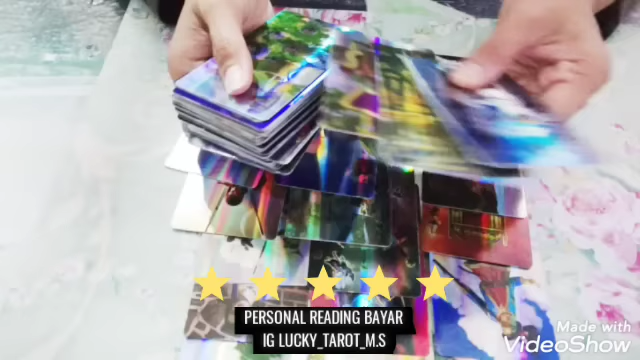 PERSONAL READING BAYAR
IG LUCKY_TAROT_M.S
Made with
VideoShow